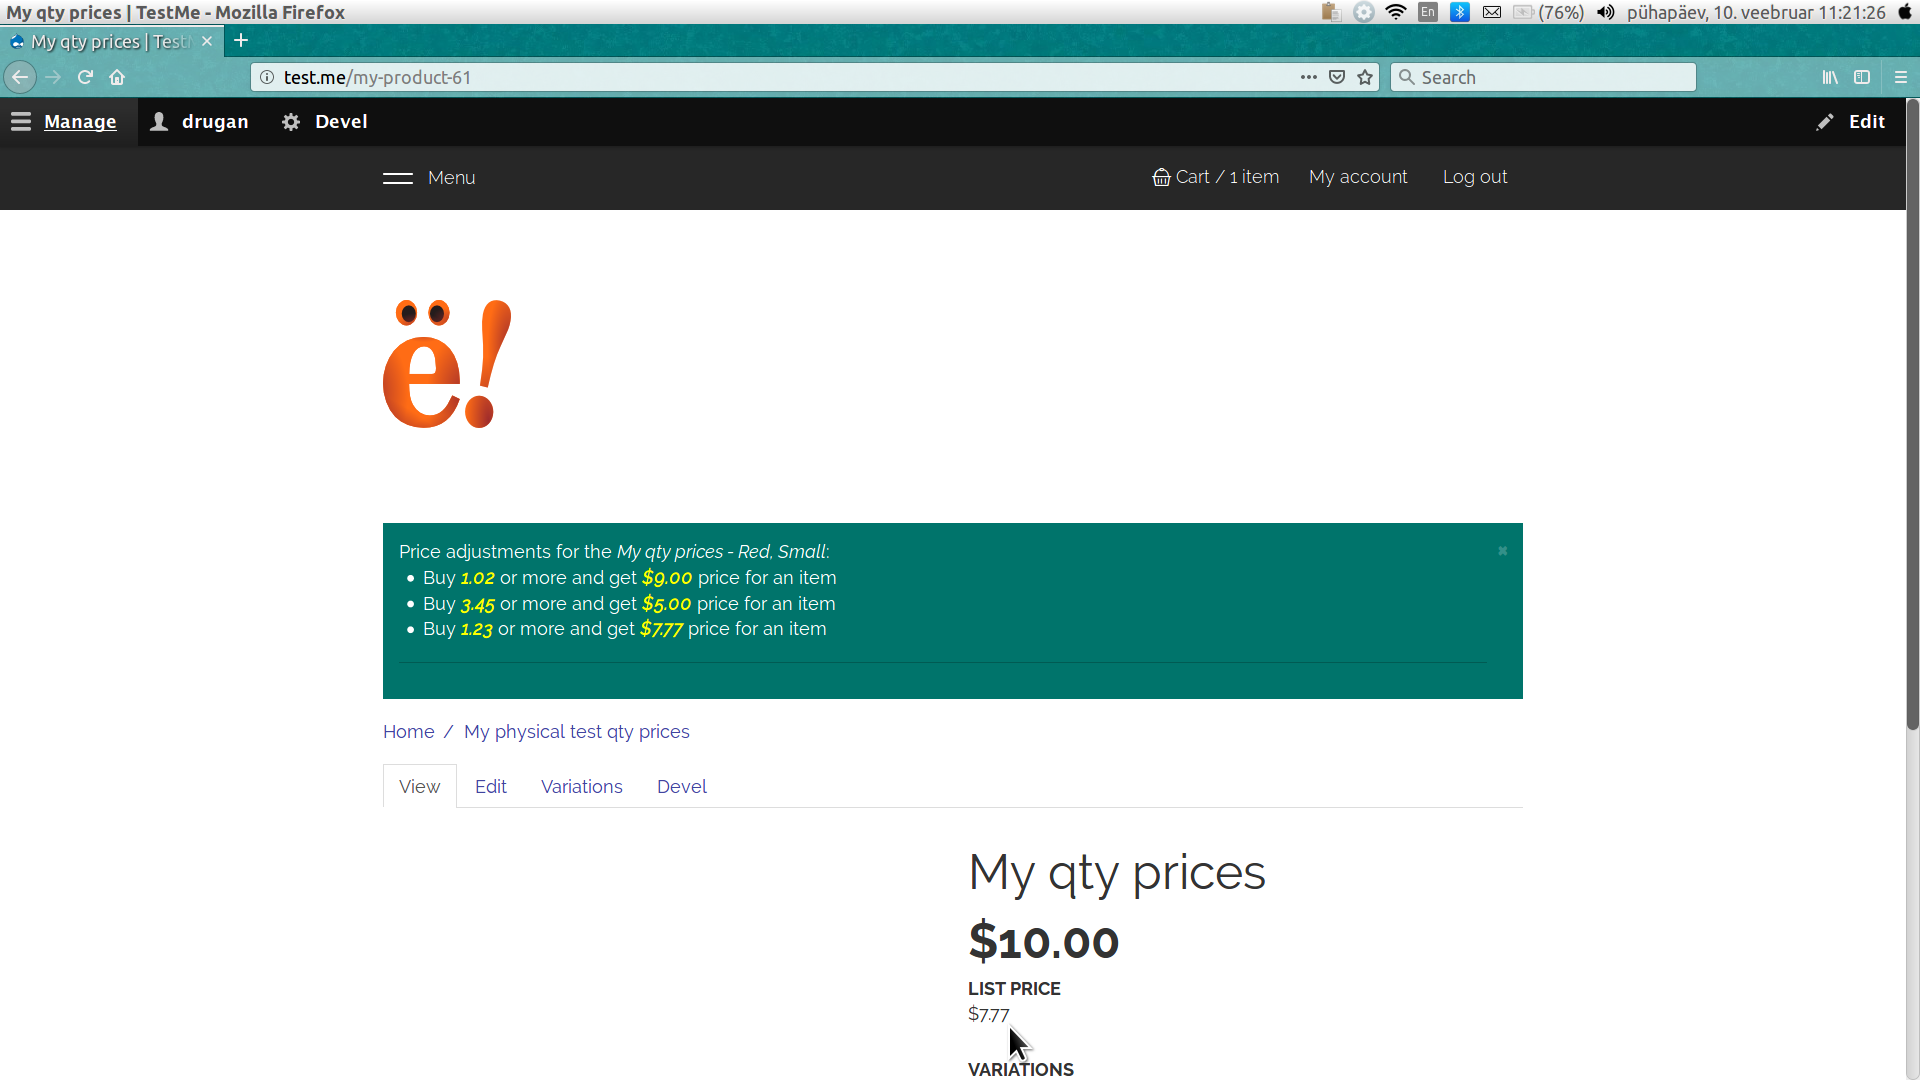 My qty prices | TestMe - Mozilla Firefox
En
(76%)
pühapäev, 10. veebruar 11:21:26
My qty prices | Test
test.me/my-product-61
Search
Manage
drugan
Devel
Edit
Menu
Cart / 1 item
My account
Log out
ë!
Price adjustments for the My qty prices - Red, Small:
Buy 1.02 or more and get $9.00 price for an item
Buy 3.45 or more and get $5.00 price for an item
Buy 1.23 or more and get $7.77 price for an item
Home / My physical test qty prices
View
Edit
Variations
Devel
My qty prices
$10.00
LIST PRICE
$7.77
VARIATIONS